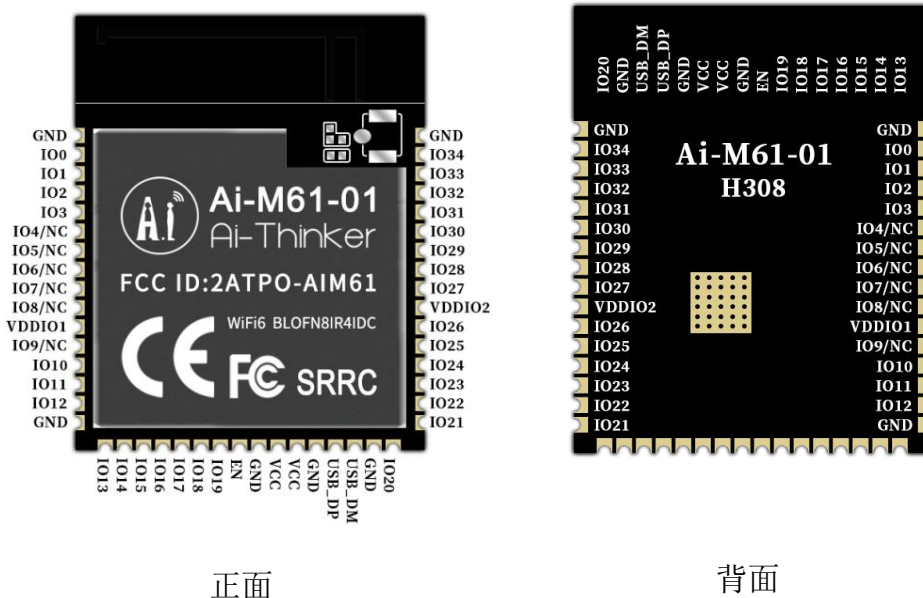 GND
IO0
IO1
IO2
IO3
IO4/NC
IO5/NC
IO6/NC
IO7/NC
IO8/NC
VDDIO1
IO9/NC
IO10
IO11
IO12
GND
Ai
Ai-M61-01
Ai-Thinker
FCC ID:2ATPO-AIM61
WiFi6 BLOFN8IR4IDC
CE FC SRRC
GND
IO34
IO33
IO32
IO31
IO30
IO29
IO28
IO27
VDDIO2
IO26
IO25
IO24
IO23
IO22
IO21
IO13
IO14
IO15
IO16
IO17
IO18
IO19
EN
GND
VCC
VCC
GND
USB_DP
USB_DM
GND
IO20
正面
IO20
GND
USB_DM
USB_DP
GND
VCC
VCC
GND
EN
IO19
IO18
IO17
IO16
IO15
IO14
IO13
GND
IO34
IO33
IO32
IO31
IO30
IO29
IO28
IO27
VDDIO2
IO26
IO25
IO24
IO23
IO22
IO21
Ai-M61-01
H308
GND
IO0
IO1
IO2
IO3
IO4/NC
IO5/NC
IO6/NC
IO7/NC
IO8/NC
VDDIO1
IO9/NC
IO10
IO11
IO12
GND
背面